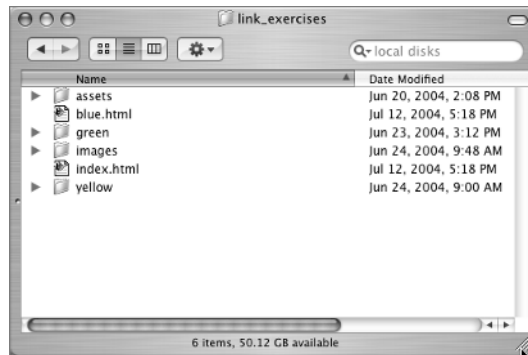 link_exercises
local disks
Name Date Modified
assets Jun 20, 2004, 2:08 PM
blue.html Jul 12, 2004, 5:18 PM
green Jun 23, 2004, 3:12 PM
images Jun 24, 2004, 9:48 AM
index.html Jul 12, 2004, 5:18 PM
yellow Jun 24, 2004, 9:00 AM
6 items, 50.12 GB available